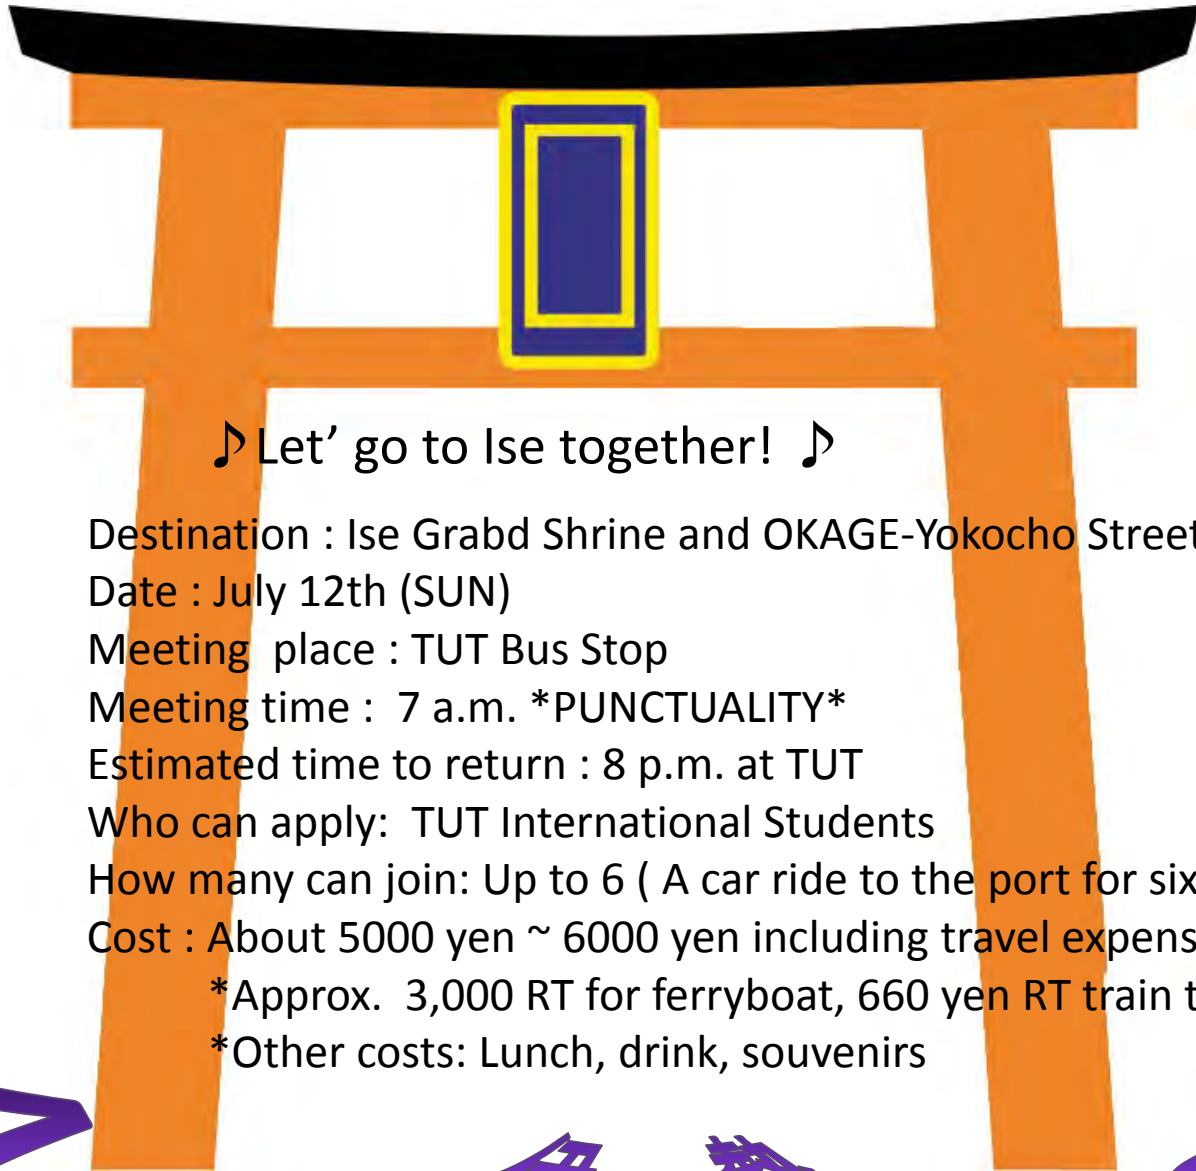 ♪Let’ go to Ise together! ♪
Destination : Ise Grabd Shrine and OKAGE-Yokocho Street
Date : July 12th (SUN)
Meeting place : TUT Bus Stop
Meeting time : 7 a.m. *PUNCTUALITY*
Estimated time to return : 8 p.m. at TUT
Who can apply: TUT International Students
How many can join: Up to 6 ( A car ride to the port for six
Cost : About 5000 yen ~ 6000 yen including travel expens
*Approx. 3,000 RT for ferryboat, 660 yen RT train t
*Other costs: Lunch, drink, souvenirs